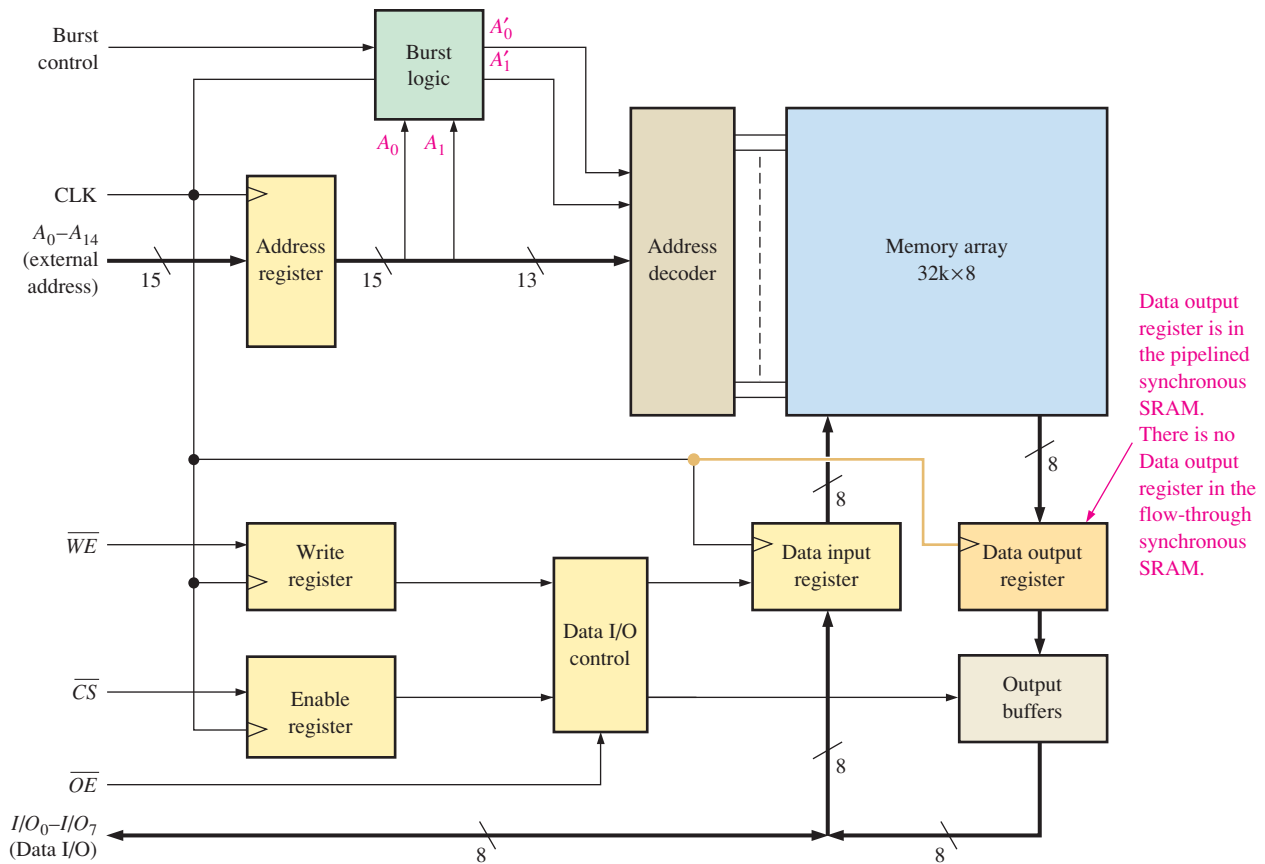 Burst
control
Burst
logic
A′0
A′1
A0
A1
CLK
A0–A14
(external
address)
15
Address
register
15
13
Address
decoder
Memory array
32k×8
Data output
register is in
the pipelined
synchronous
SRAM.
There is no
Data output
register in the
flow-through
synchronous
SRAM.
8
8
WE
Write
register
Data I/O
control
Data input
register
Data output
register
CS
Enable
register
Output
buffers
OE
8
I/O0–I/O7
(Data I/O)
8
8